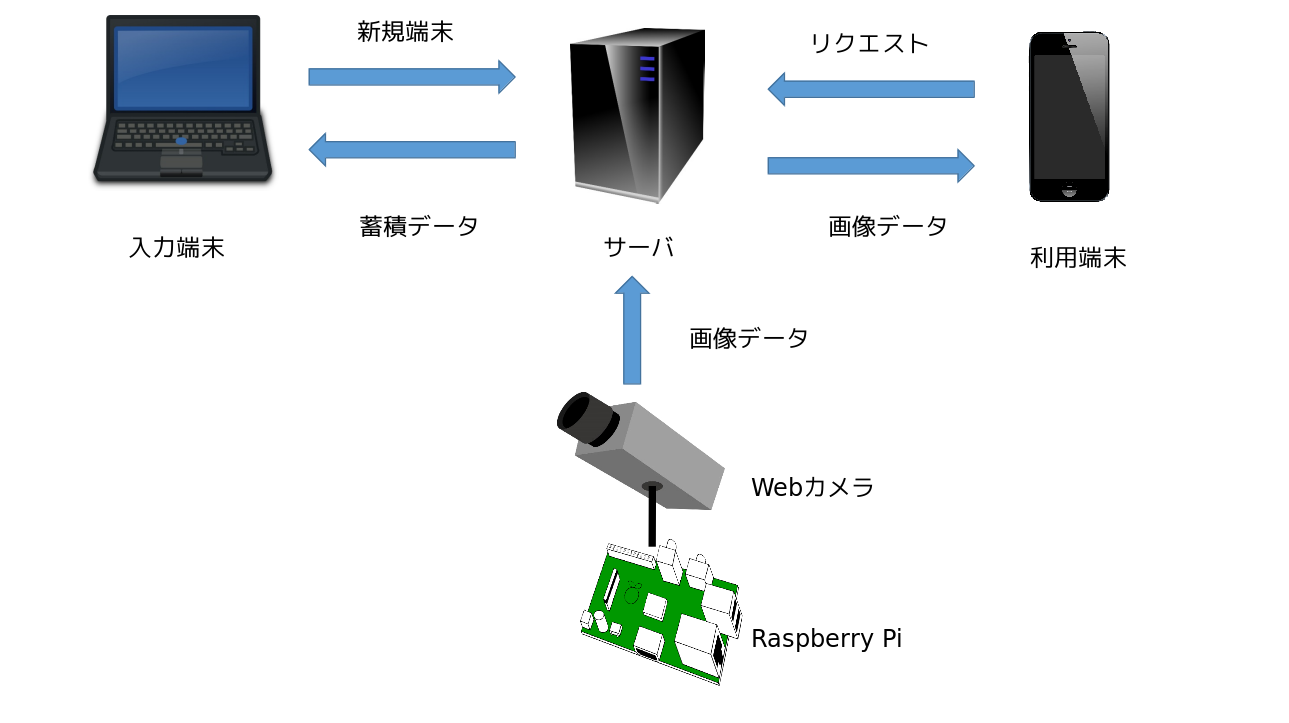 新規端末
リクエスト
蓄積データ
画像データ
入力端末
サーバ
利用端末
画像データ
Webカメラ
Raspberry Pi